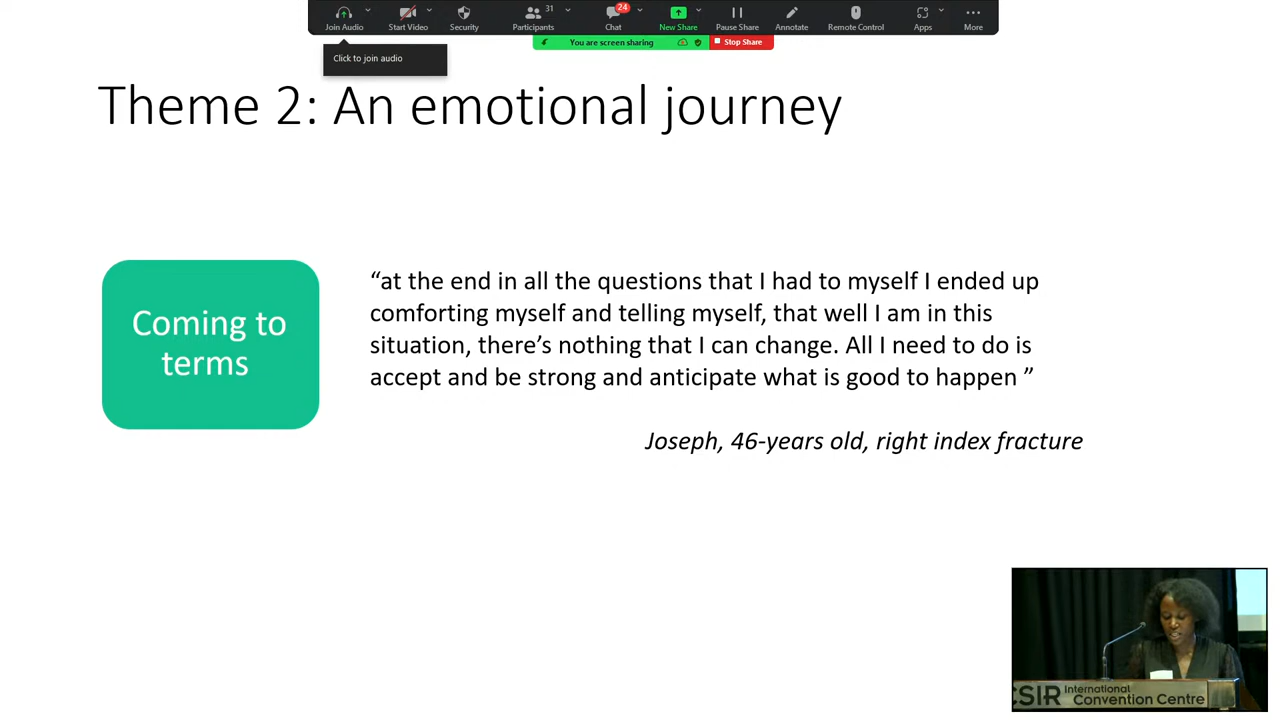 31
24
Join Audio
Start Video
Security
Participants
Chat
New Share
Pause Share
Annotate
Remote Control
Apps
More
You are screen sharing
Stop Share
Click to join audio
Theme 2: An emotional journey
Coming to
terms
“at the end in all the questions that I had to myself I ended up
comforting myself and telling myself, that well I am in this
situation, there’s nothing that I can change. All I need to do is
accept and be strong and anticipate what is good to happen ”
Joseph, 46-years old, right index fracture
CSIR International
Convention Centre